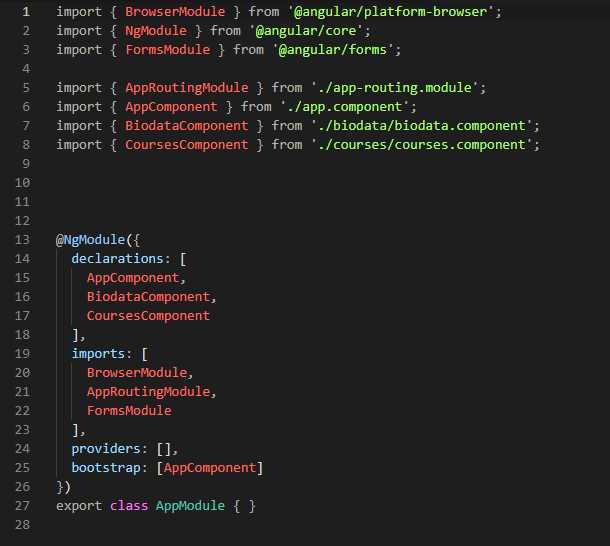 1 import { BrowserModule } from '@angular/platform-browser';
2 import { NgModule } from '@angular/core';
3 import { FormsModule } from '@angular/forms';
4
5 import { AppRoutingModule } from './app-routing.module';
6 import { AppComponent } from './app.component';
7 import { BiodataComponent } from './biodata/biodata.component';
8 import { CoursesComponent } from './courses/courses.component';
9
10
11
12
13 @NgModule({
14   declarations: [
15     AppComponent,
16     BiodataComponent,
17     CoursesComponent
18   ],
19   imports: [
20     BrowserModule,
21     AppRoutingModule,
22     FormsModule
23   ],
24   providers: [],
25   bootstrap: [AppComponent]
26 })
27 export class AppModule { }
28